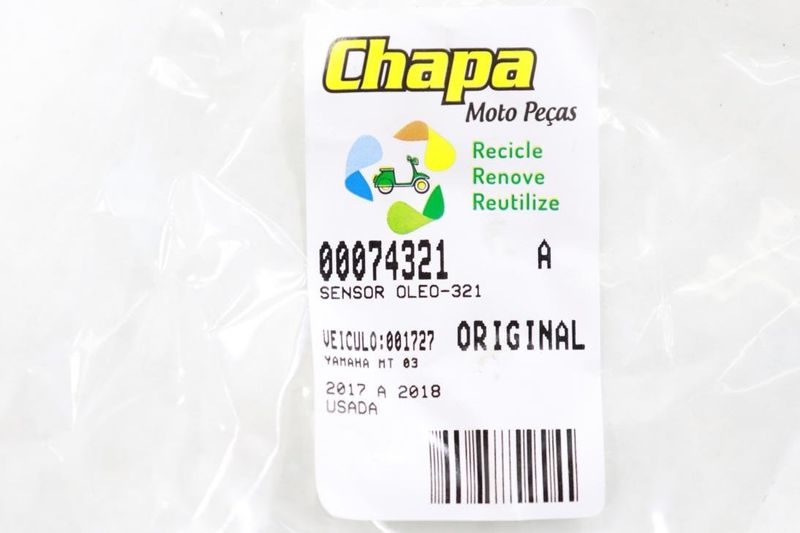 Chapa
Moto Peças
Recicle
Renove
Reutilize
00074321 A
SENSOR OLEO-321
VEICULO:001727 ORIGINAL
YAMAHA MT 03
2017 A 2018
USADA